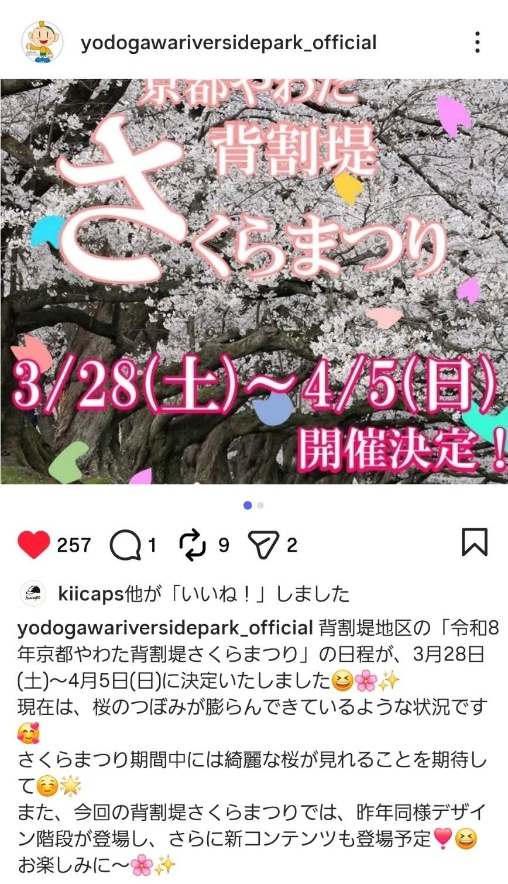 yodogawariversidepark_official
京都やわた
背割堤
さくらまつり
3/28(土)～4/5(日)
開催決定！
257 1 9 2
kiicaps他が「いいね！」しました
yodogawariversidepark_official 背割堤地区の「令和8
年京都やわた背割堤さくらまつり」の日程が、3月28日
(土)～4月5日(日)に決定いたしました😆🌸✨
現在は、桜のつぼみが膨らんできているような状況です
🥰
さくらまつり期間中には綺麗な桜が見れることを期待し
て☺️🌟
また、今回の背割堤さくらまつりでは、昨年同様デザイ
ン階段が登場し、さらに新コンテンツも登場予定❣️😆
お楽しみに～🌸✨